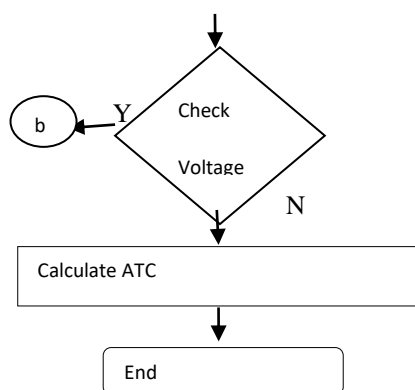 Check
Y
b
Voltage
N
Calculate ATC
End